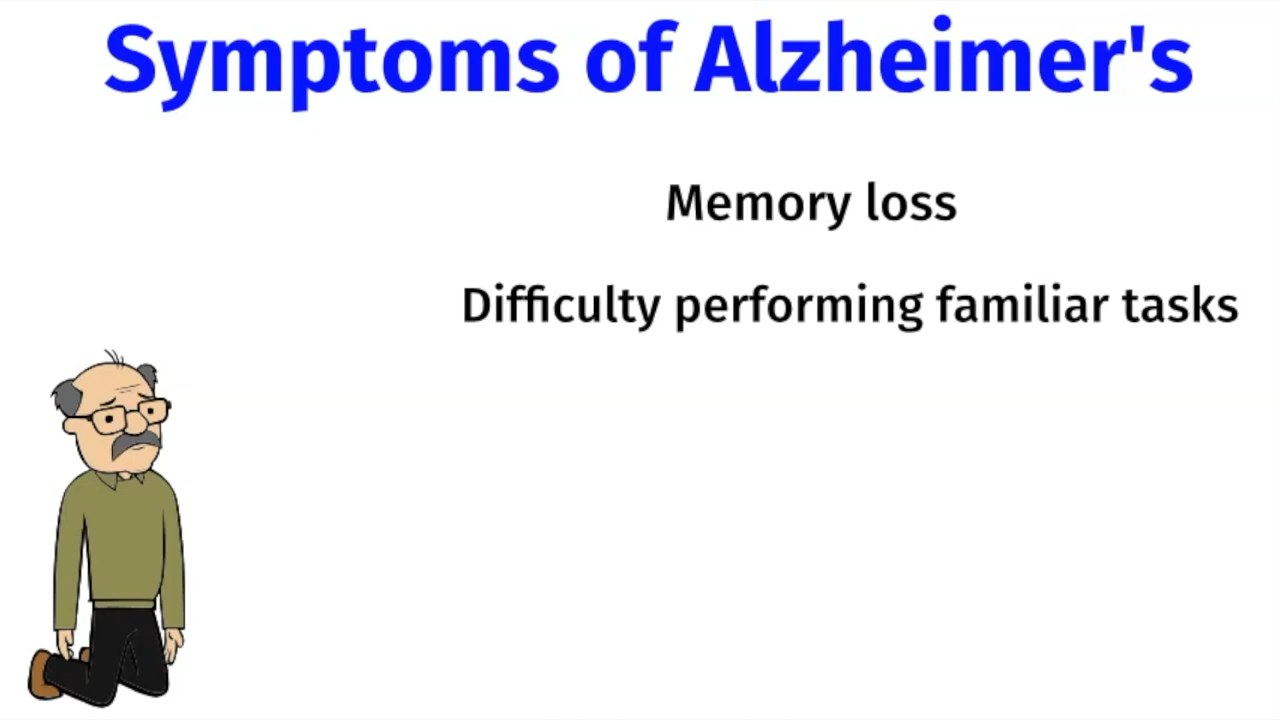 Symptoms of Alzheimer's
Memory loss
Difficulty performing familiar tasks